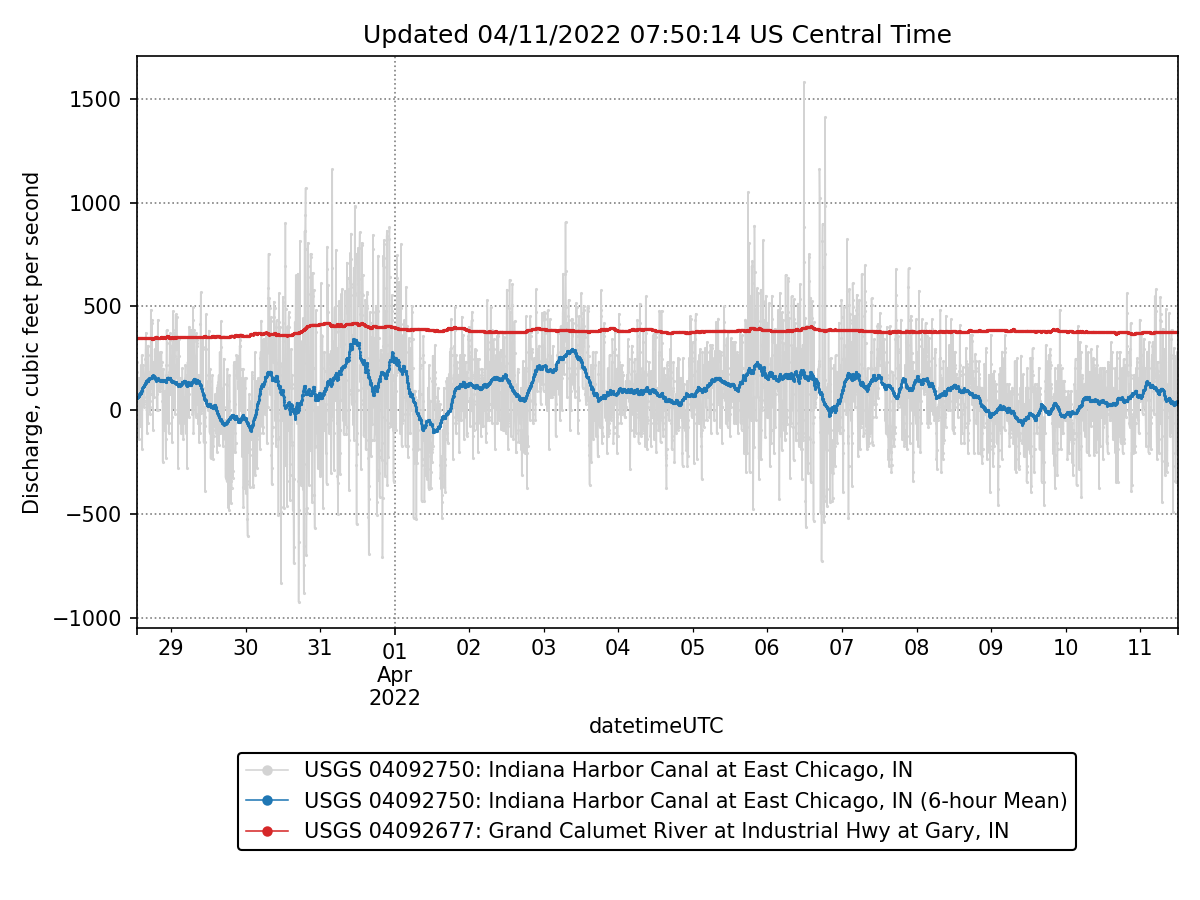 Updated 04/11/2022 07:50:14 US Central Time
Discharge, cubic feet per second
1500
1000
500
0
−500
−1000
29 30 31 01 02 03 04 05 06 07 08 09 10 11
Apr
2022
datetimeUTC
USGS 04092750: Indiana Harbor Canal at East Chicago, IN
USGS 04092750: Indiana Harbor Canal at East Chicago, IN (6-hour Mean)
USGS 04092677: Grand Calumet River at Industrial Hwy at Gary, IN